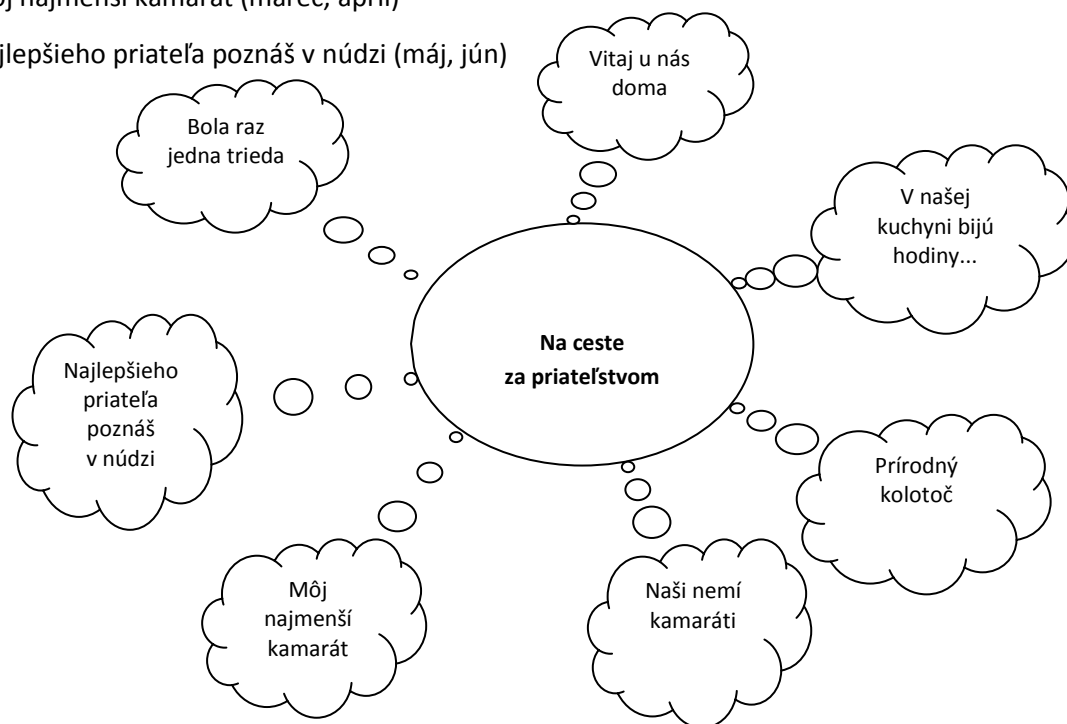 najmenší kamarát (marec, apríl)
priateľa poznáš v núdzi (máj, jún)
Vitaj u nás
doma
Bola raz
jedna trieda
V našej
kuchyni bijú
hodiny...
Na ceste
za priateľstvom
Najlepšieho
priateľa
poznáš
v núdzi
Prírodný
kolotoč
Môj
najmenší
kamarát
Naši nemí
kamaráti